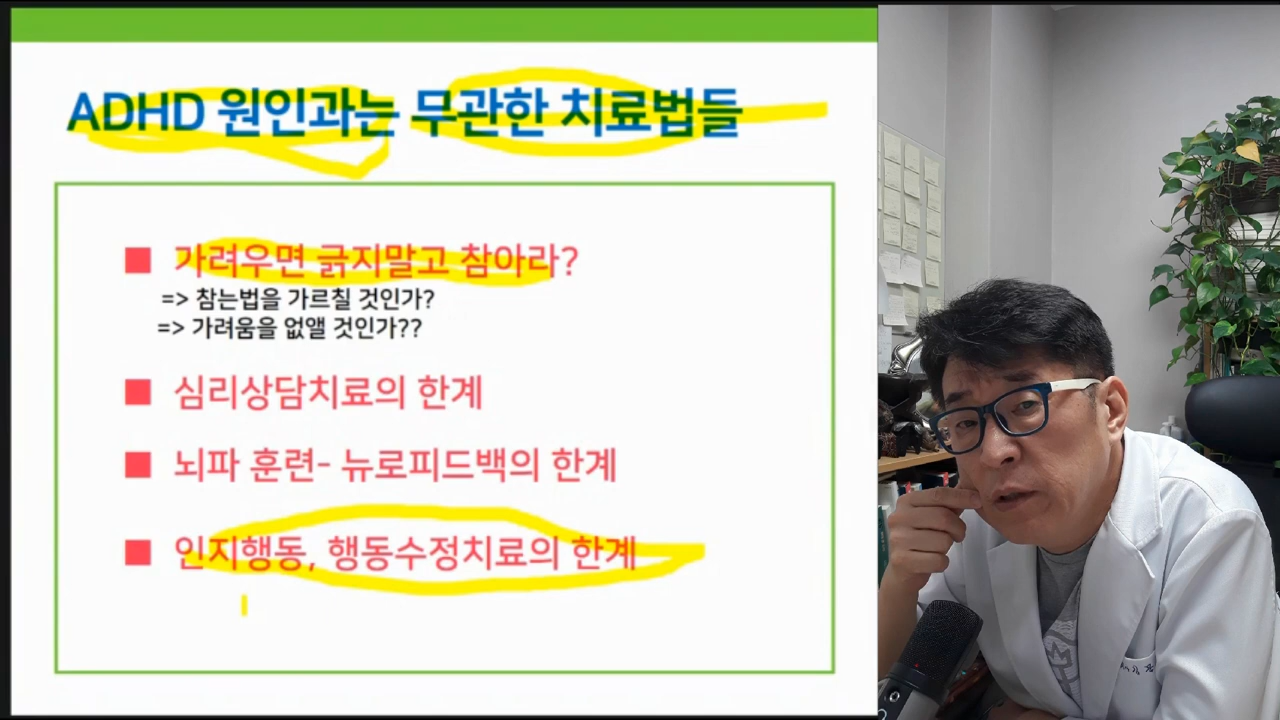 ADHD 원인과는 무관한 치료법들
■ 가려우면 긁지말고 참아라?
=> 참는법을 가르칠 것인가?
=> 가려움을 없앨 것인가??
■ 심리상담치료의 한계
■ 뇌파 훈련- 뉴로피드백의 한계
■ 인지행동, 행동수정치료의 한계